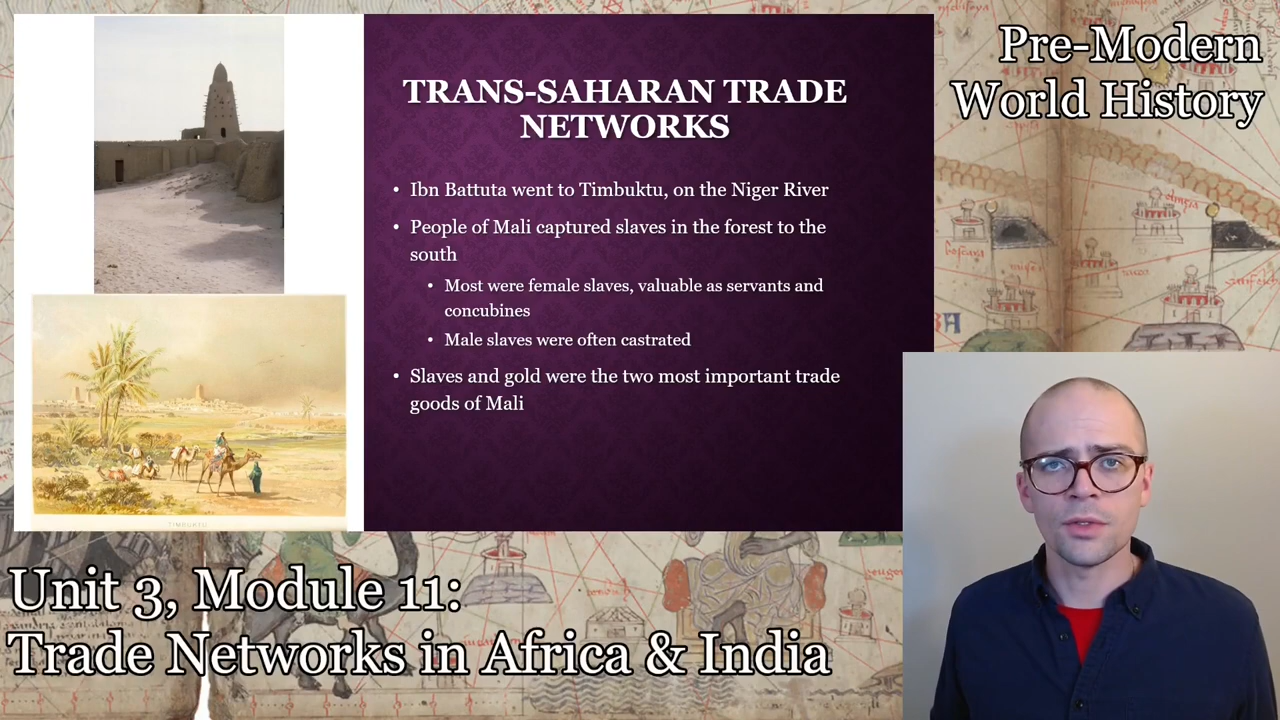 Pre-Modern
World History
TRANS-SAHARAN TRADE
NETWORKS
• Ibn Battuta went to Timbuktu, on the Niger River
• People of Mali captured slaves in the forest to the
south
• Most were female slaves, valuable as servants and
concubines
• Male slaves were often castrated
• Slaves and gold were the two most important trade
goods of Mali
TIMBUKTU
Unit 3, Module 11:
Trade Networks in Africa & India